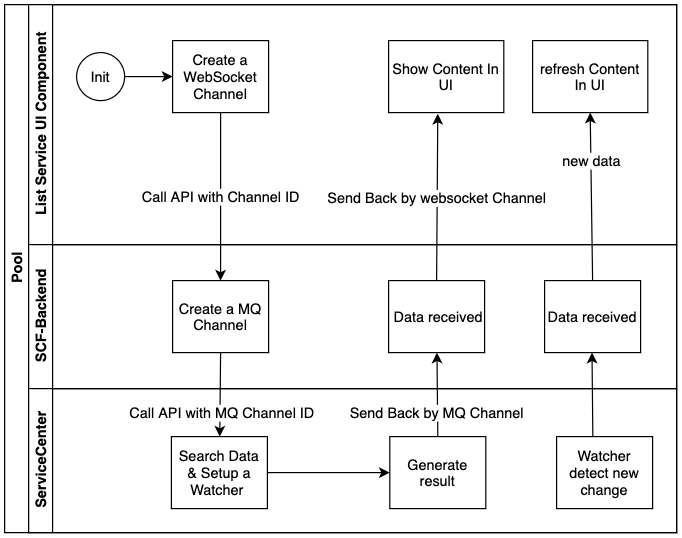 Pool
List Service UI Component
Init
Create a
WebSocket
Channel
Show Content In
UI
refresh Content
In UI
Call API with Channel ID
Send Back by websocket Channel
new data
SCF-Backend
Create a MQ
Channel
Data received
Data received
Call API with MQ Channel ID
Send Back by MQ Channel
ServiceCenter
Search Data
& Setup a
Watcher
Generate
result
Watcher
detect new
change